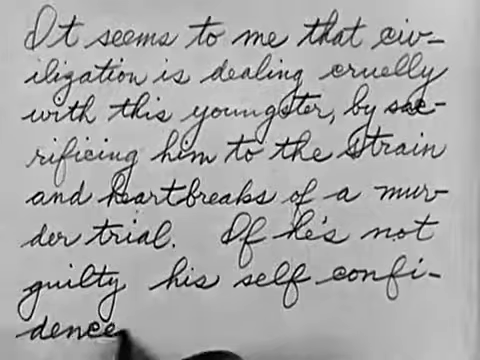 It seems to me that civ-
ilization is dealing cruelly
with this youngster, by sac-
rificing him to the strain
and heartbreaks of a mur-
der trial. If he's not
guilty his self confi-
dence